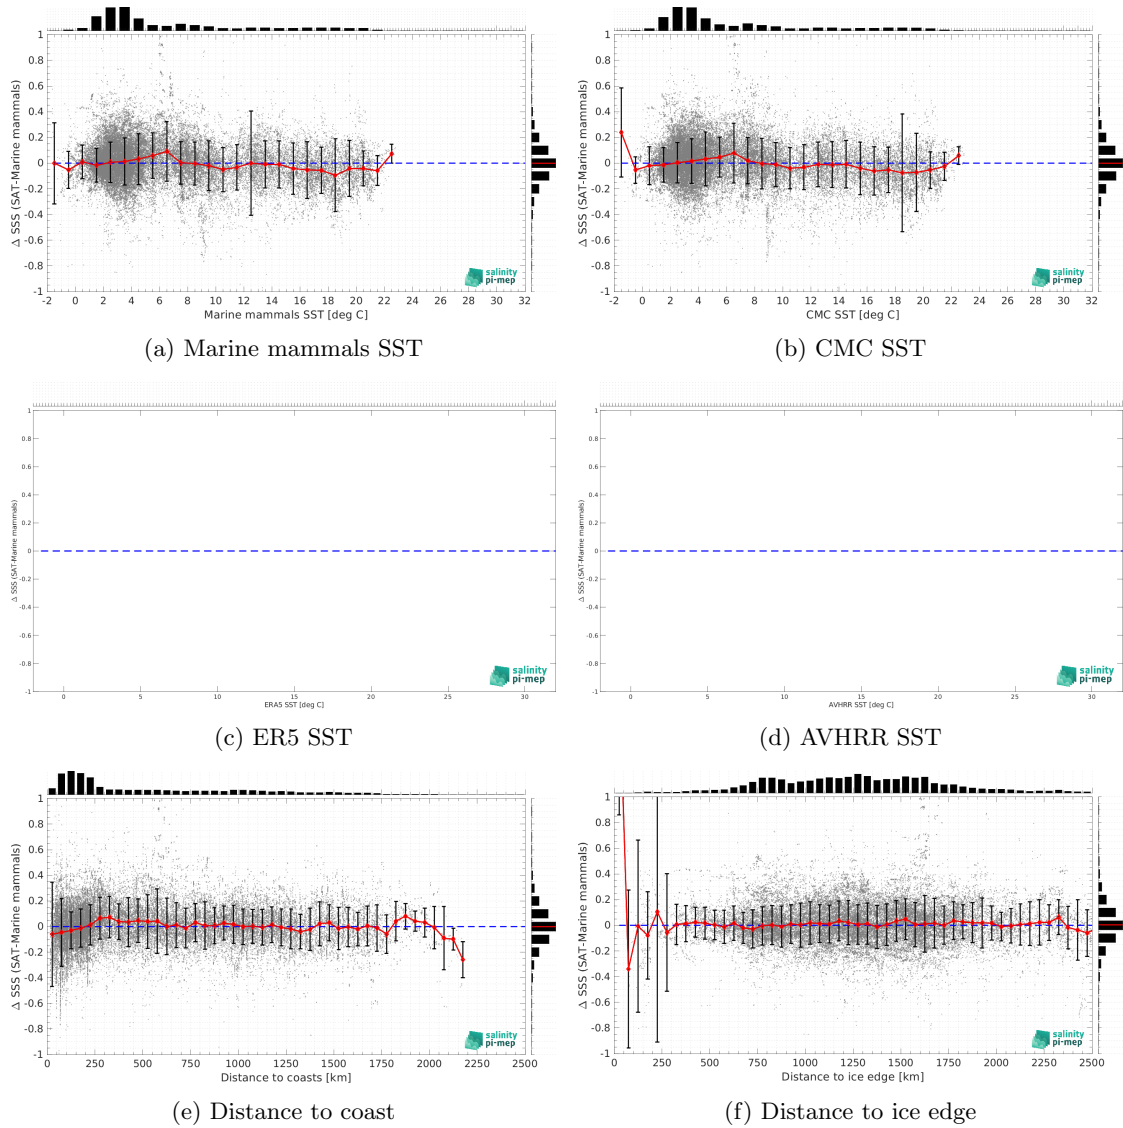 Δ SSS (SAT-Marine mammals)
1
0.8
0.6
0.4
0.2
0
-0.2
-0.4
-0.6
-0.8
-1
-2 0 2 4 6 8 10 12 14 16 18 20 22 24 26 28 30 32
Marine mammals SST [deg C]
salinity
pi-mep
(a) Marine mammals SST
Δ SSS (SAT-Marine mammals)
1
0.8
0.6
0.4
0.2
0
-0.2
-0.4
-0.6
-0.8
-1
-2 0 2 4 6 8 10 12 14 16 18 20 22 24 26 28 30 32
CMC SST [deg C]
salinity
pi-mep
(b) CMC SST
Δ SSS (SAT-Marine mammals)
1
0.8
0.6
0.4
0.2
0
-0.2
-0.4
-0.6
-0.8
-1
0 5 10 15 20 25 30
ERA5 SST [deg C]
salinity
pi-mep
(c) ER5 SST
Δ SSS (SAT-Marine mammals)
1
0.8
0.6
0.4
0.2
0
-0.2
-0.4
-0.6
-0.8
-1
0 5 10 15 20 25 30
AVHRR SST [deg C]
salinity
pi-mep
(d) AVHRR SST
Δ SSS (SAT-Marine mammals)
1
0.8
0.6
0.4
0.2
0
-0.2
-0.4
-0.6
-0.8
-1
0 250 500 750 1000 1250 1500 1750 2000 2250 2500
Distance to coasts [km]
salinity
pi-mep
(e) Distance to coast
Δ SSS (SAT-Marine mammals)
1
0.8
0.6
0.4
0.2
0
-0.2
-0.4
-0.6
-0.8
-1
0 250 500 750 1000 1250 1500 1750 2000 2250 2500
Distance to ice edge [km]
salinity
pi-mep
(f) Distance to ice edge